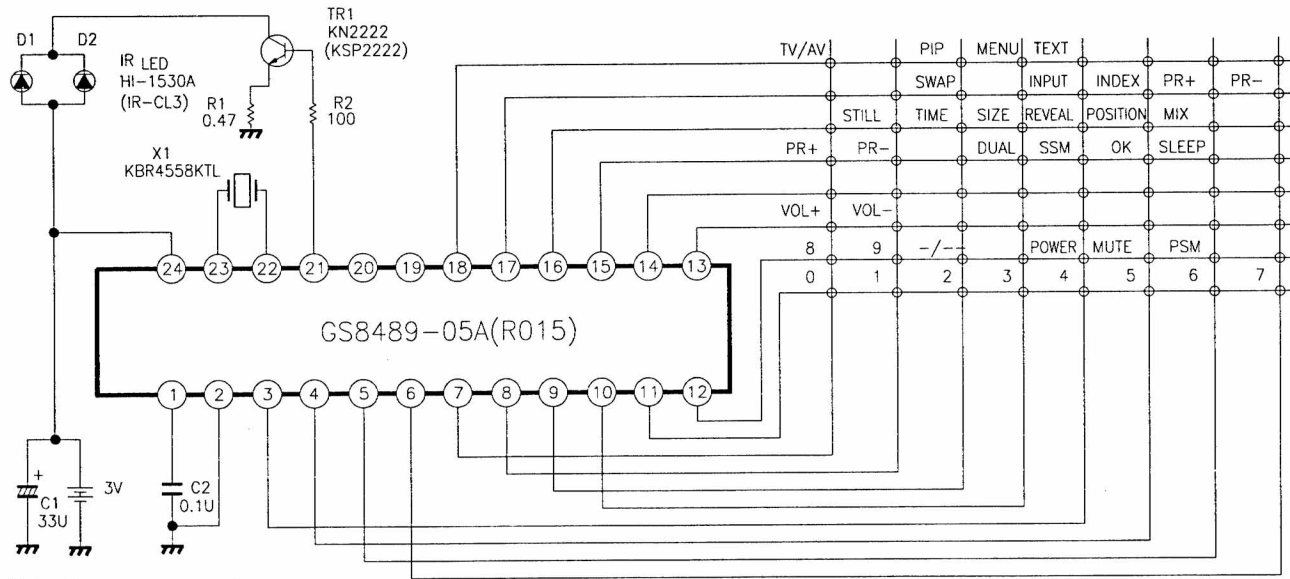 TR1
KN2222
(KSP2222)
D1 D2
IR LED
HI-1530A
(IR-CL3)
R1
0.47
R2
100
X1
KBR4558KTL
TV/AV PIP MENU TEXT
SWAP INPUT INDEX PR+ PR-
STILL TIME SIZE REVEAL POSITION MIX
PR+ PR- DUAL SSM OK SLEEP
VOL+ VOL-
8 9 -/-- POWER MUTE PSM
0 1 2 3 4 5 6 7
24 23 22 21 20 19 18 17 16 15 14 13
GS8489-05A(R015)
1 2 3 4 5 6 7 8 9 10 11 12
+
C1
33U
3V
C2
0.1U